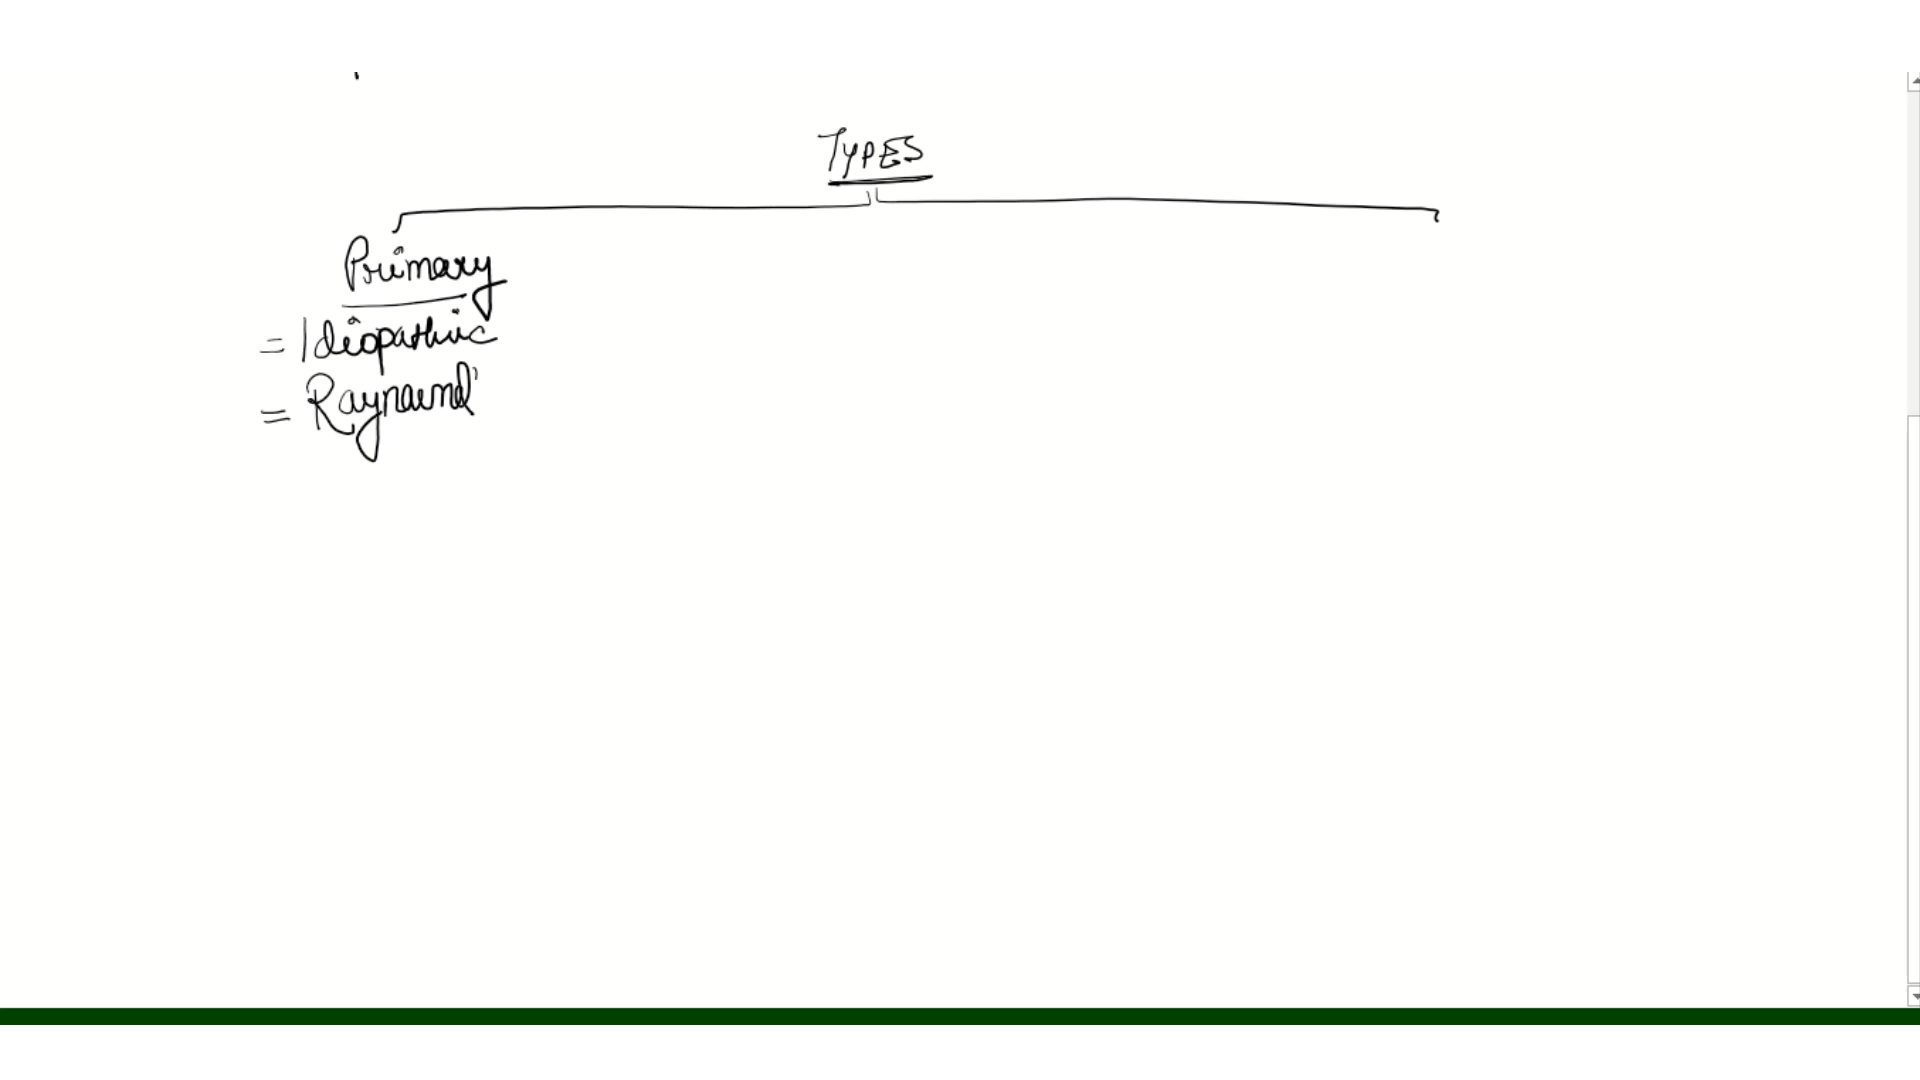 TYPES
Primary
= Idiopathic
= Raynaud'